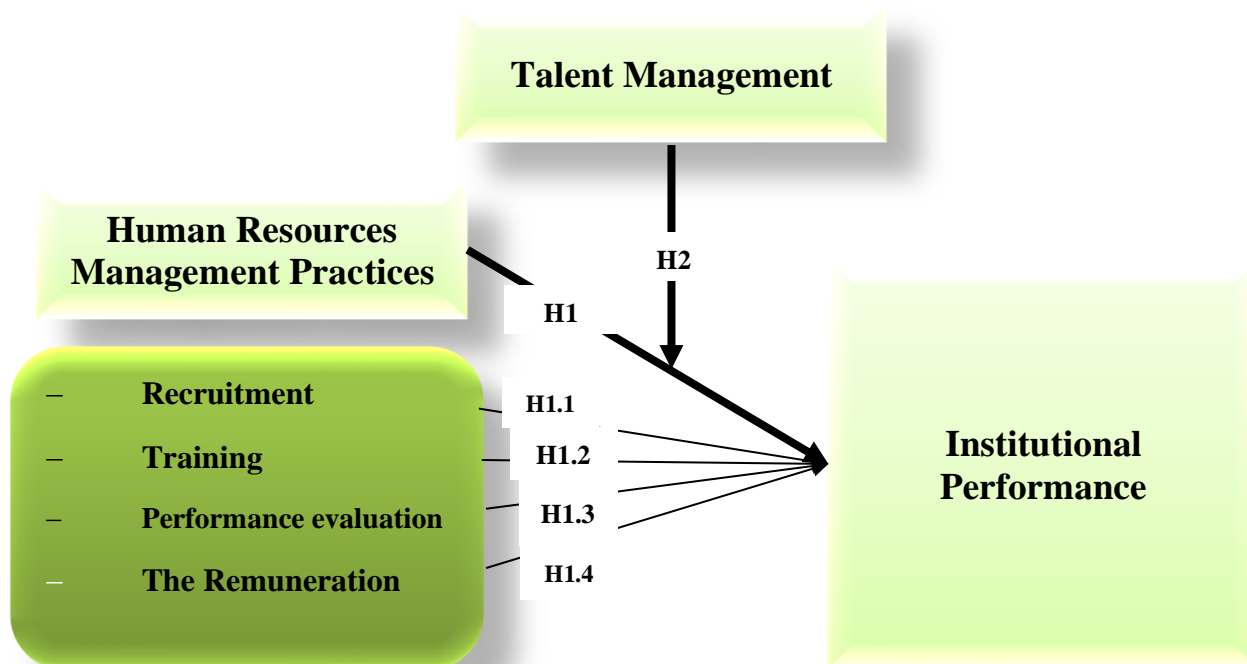 Talent Management
Human Resources
Management Practices
H2
H1
– Recruitment
– Training
– Performance evaluation
– The Remuneration
H1.1
H1.2
H1.3
H1.4
Institutional
Performance